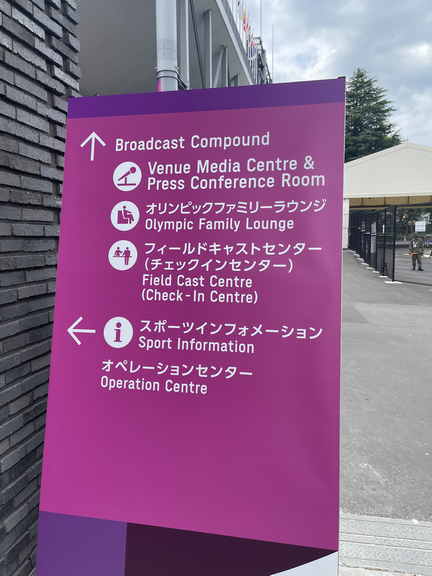 Broadcast Compound
Venue Media Centre &
Press Conference Room
オリンピックファミリーラウンジ
Olympic Family Lounge
フィールドキャストセンター
(チェックインセンター)
Field Cast Centre
(Check-In Centre)
スポーツインフォメーション
Sport Information
オペレーションセンター
Operation Centre